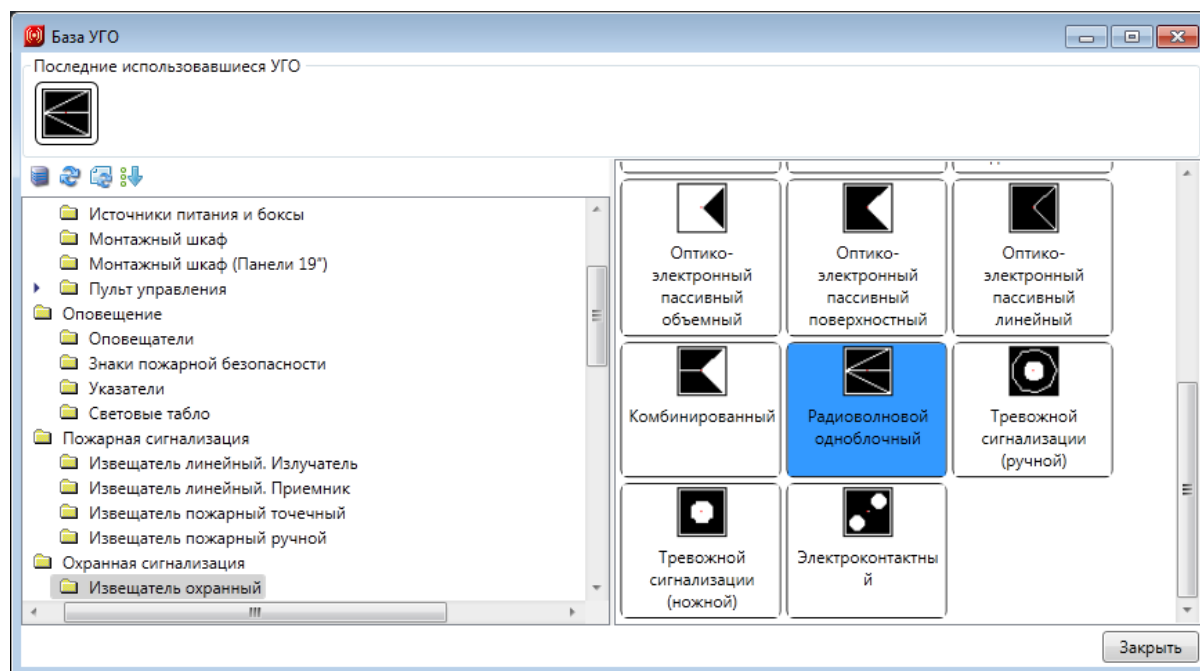 База УГО
Последние использовавшиеся УГО
Источники питания и боксы
Монтажный шкаф
Монтажный шкаф (Панели 19")
Пульт управления
Оповещение
Оповещатели
Знаки пожарной безопасности
Указатели
Световые табло
Пожарная сигнализация
Извещатель линейный. Излучатель
Извещатель линейный. Приемник
Извещатель пожарный точечный
Извещатель пожарный ручной
Охранная сигнализация
Извещатель охранный
Оптико-
электронный
пассивный
объемный
Оптико-
электронный
пассивный
поверхностный
Оптико-
электронный
пассивный
линейный
Комбинированный
Радиоволновой
одноблочный
Тревожной
сигнализации
(ручной)
Тревожной
сигнализации
(ножной)
Электроконтактны
й
Закрыть